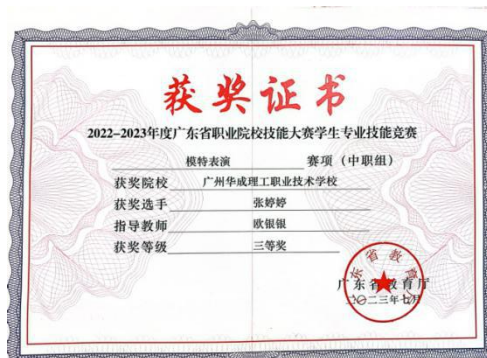 获奖证书
2022-2023年度广东省职业院校技能大赛学生专业技能竞赛
模特表演 赛项（中职组）
获奖院校 广州华成理工职业技术学校
获奖选手 张婷婷
指导教师 欧银银
获奖等级 三等奖
广东省教育厅
二〇二三年七月
广东省教育厅